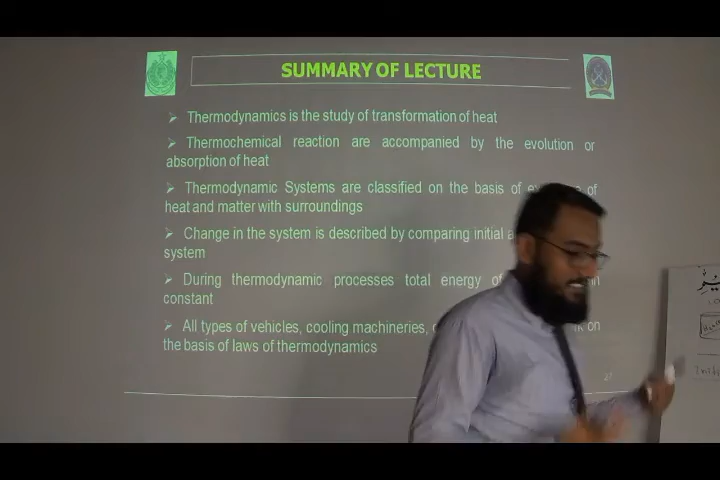 SUMMARY OF LECTURE
➢ Thermodynamics is the study of transformation of heat
➢ Thermochemical reaction are accompanied by the evolution or
absorption of heat
➢ Thermodynamic Systems are classified on the basis of of
heat and matter with surroundings
➢ Change in the system is described by comparing initial
system
➢ During thermodynamic processes total energy of
constant
➢ All types of vehicles, cooling machineries, on
the basis of laws of thermodynamics
27